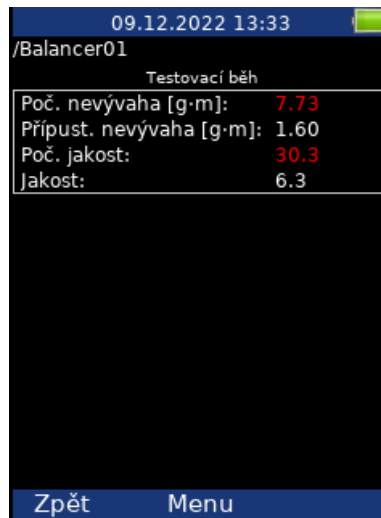 09.12.2022 13:33
/Balancer01
Testovací běh
Poč. nevývaha [g·m]: 7.73
Přípust. nevývaha [g·m]: 1.60
Poč. jakost: 30.3
Jakost: 6.3
Zpět Menu